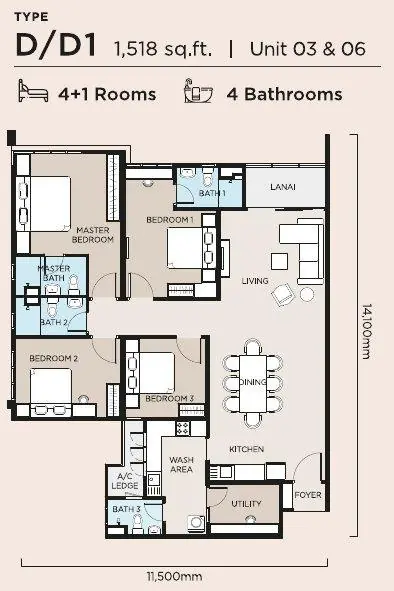 TYPE
D/D1 1,518 sq.ft. | Unit 03 & 06
4+1 Rooms 4 Bathrooms
BATH 1
LANAI
MASTER
BEDROOM
BEDROOM 1
LIVING
MASTER
BATH
BATH 2
14,100mm
BEDROOM 2
BEDROOM 3
DINING
KITCHEN
WASH
AREA
A/C
LEDGE
FOYER
UTILITY
BATH 3
11,500mm